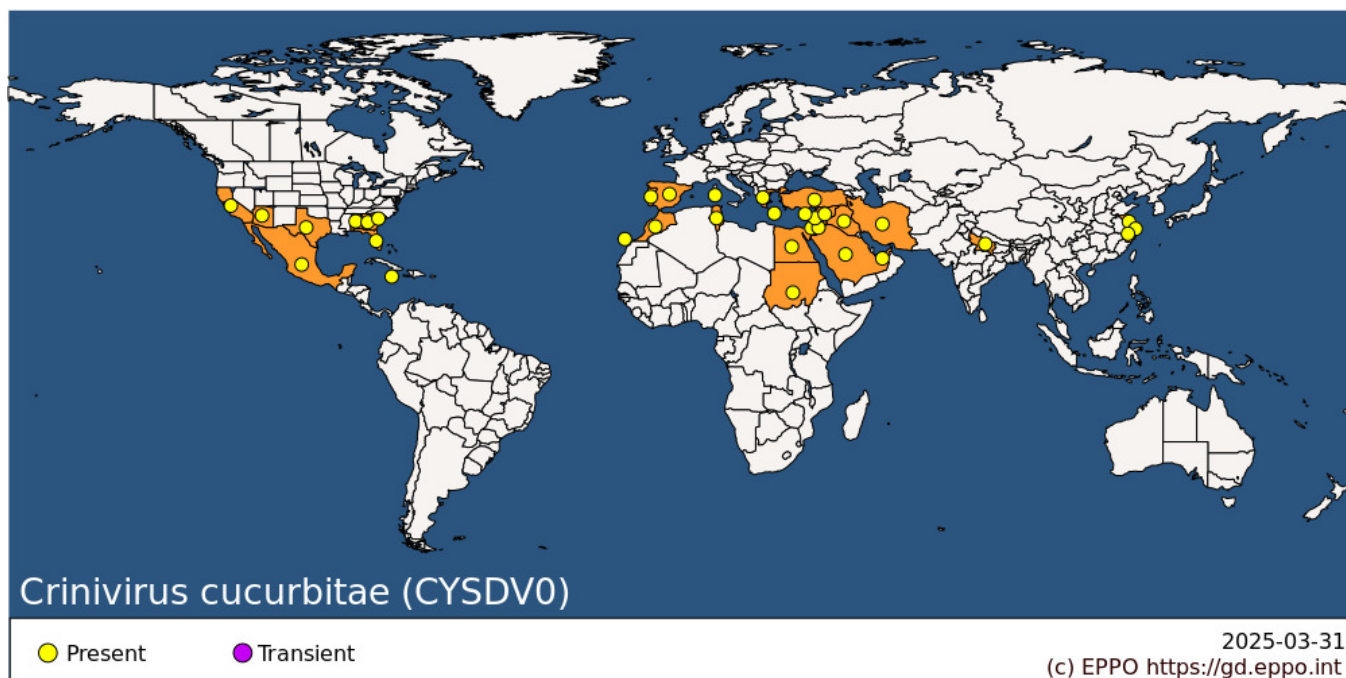 Crinivirus cucurbitae (CYSDV0)
Present
Transient
2025-03-31
(c) EPPO https://gd.eppo.int